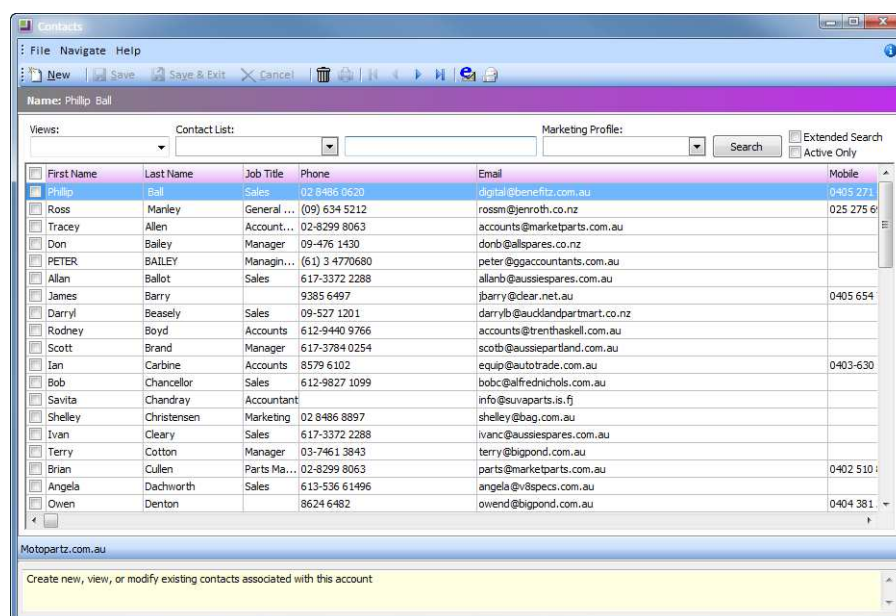 Contacts
File Navigate Help
New Save Save & Exit Cancel
Name: Phillip Ball
Views: Contact List: Marketing Profile:
Search Extended Search
Active Only
First Name Last Name Job Title Phone Email Mobile
Phillip Ball Sales 02 8486 0620 digital@benefitz.com.au 0405 271
Ross Manley General ... (09) 634 5212 rossm@jenroth.co.nz 025 275 6
Tracey Allen Account... 02-8299 8063 accounts@marketparts.com.au
Don Bailey Manager 09-476 1430 donb@allspares.co.nz
PETER BAILEY Managin... (61) 3 4770680 peter@ggaccountants.com.au
Allan Ballot Sales 617-3372 2288 allanb@aussiespares.com.au
James Barry 9385 6497 jbarry@clear.net.au 0405 654
Darryl Beasely Sales 09-527 1201 darrylb@aucklandpartmart.co.nz
Rodney Boyd Accounts 612-9440 9766 accounts@trenthaskell.com.au
Scott Brand Manager 617-3784 0254 scotb@aussiepartland.com.au
Ian Carbine Accounts 8579 6102 equip@autotrade.com.au 0403-630
Bob Chancellor Sales 612-9827 1099 bobc@alfrednichols.com.au
Savita Chandray Accountant info@suvaparts.is.fj
Shelley Christensen Marketing 02 8486 8897 shelley@bag.com.au
Ivan Cleary Sales 617-3372 2288 ivanc@aussiespares.com.au
Terry Cotton Manager 03-7461 3843 terry@bigpond.com.au
Brian Cullen Parts Ma... 02-8299 8063 parts@marketparts.com.au 0402 510
Angela Dachworth Sales 613-536 61496 angela@v8specs.com.au
Owen Denton 8624 6482 owend@bigpond.com.au 0404 381
Motopartz.com.au
Create new, view, or modify existing contacts associated with this account